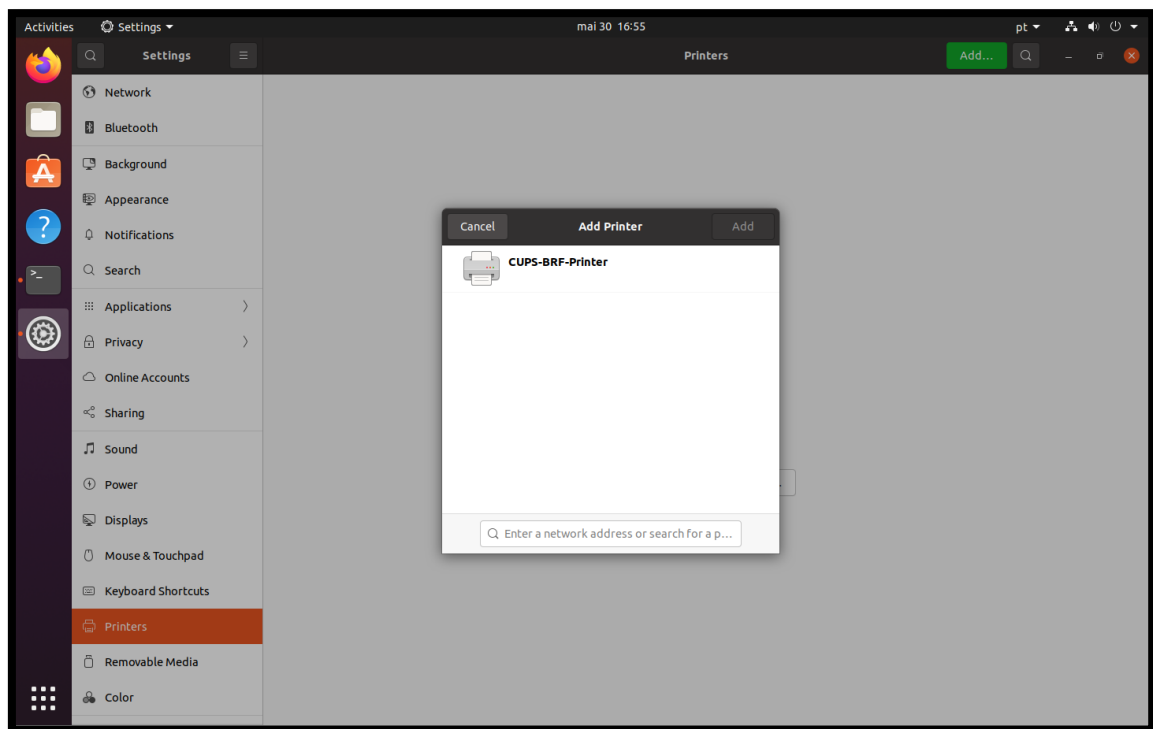 Activities Settings mai 30 16:55 pt
Settings Printers Add...
Network
Bluetooth
Background
Appearance
Notifications
Search
Applications
Privacy
Online Accounts
Sharing
Sound
Power
Displays
Mouse & Touchpad
Keyboard Shortcuts
Printers
Removable Media
Color
Cancel Add Printer Add
CUPS-BRF-Printer
Enter a network address or search for a p...